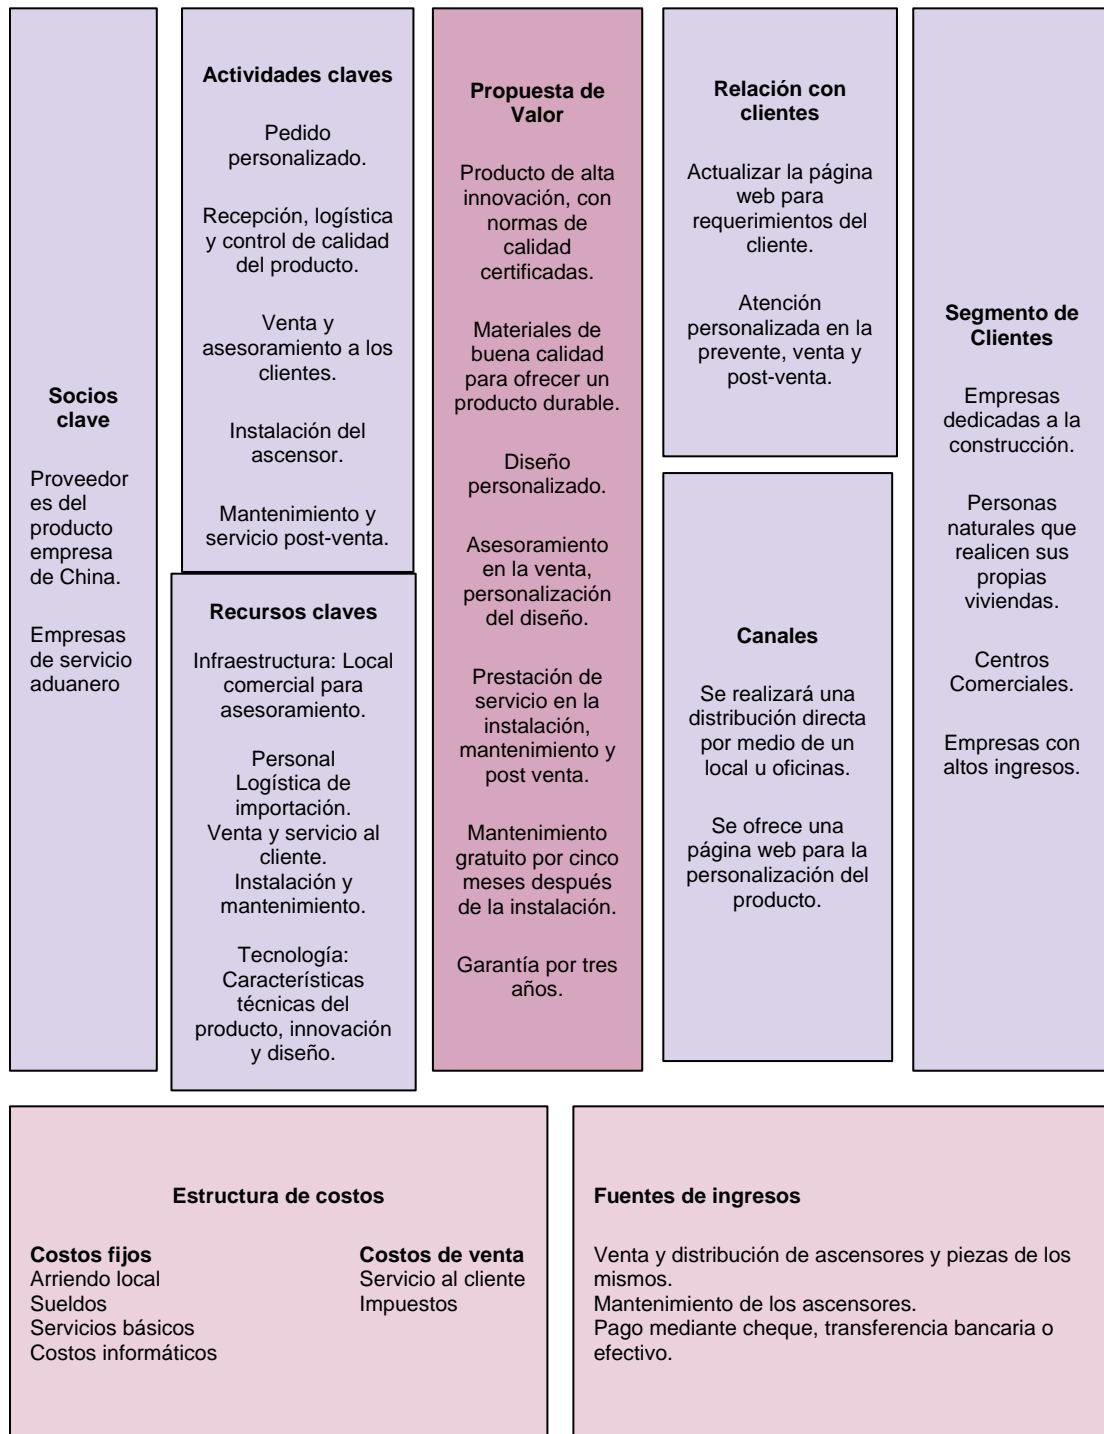 Socios
clave
Proveedor
es del
producto
empresa
de China.
Empresas
de servicio
aduanero
Actividades claves
Pedido
personalizado.
Recepción, logística
y control de calidad
del producto.
Venta y
asesoramiento a los
clientes.
Instalación del
ascensor.
Mantenimiento y
servicio post-venta.
Recursos claves
Infraestructura: Local
comercial para
asesoramiento.
Personal
Logística de
importación.
Venta y servicio al
cliente.
Instalación y
mantenimiento.
Tecnología:
Características
técnicas del
producto, innovación
y diseño.
Propuesta de
Valor
Producto de alta
innovación, con
normas de
calidad
certificadas.
Materiales de
buena calidad
para ofrecer un
producto durable.
Diseño
personalizado.
Asesoramiento
en la venta,
personalización
del diseño.
Prestación de
servicio en la
instalación,
mantenimiento y
post venta.
Mantenimiento
gratuito por cinco
meses después
de la instalación.
Garantía por tres
años.
Relación con
clientes
Actualizar la página
web para
requerimientos del
cliente.
Atención
personalizada en la
prevente, venta y
post-venta.
Canales
Se realizará una
distribución directa
por medio de un
local u oficinas.
Se ofrece una
página web para la
personalización del
producto.
Segmento de
Clientes
Empresas
dedicadas a la
construcción.
Personas
naturales que
realicen sus
propias
viviendas.
Centros
Comerciales.
Empresas con
altos ingresos.
Estructura de costos
Costos fijos
Arriendo local
Sueldos
Servicios básicos
Costos informáticos
Costos de venta
Servicio al cliente
Impuestos
Fuentes de ingresos
Venta y distribución de ascensores y piezas de los
mismos.
Mantenimiento de los ascensores.
Pago mediante cheque, transferencia bancaria o
efectivo.